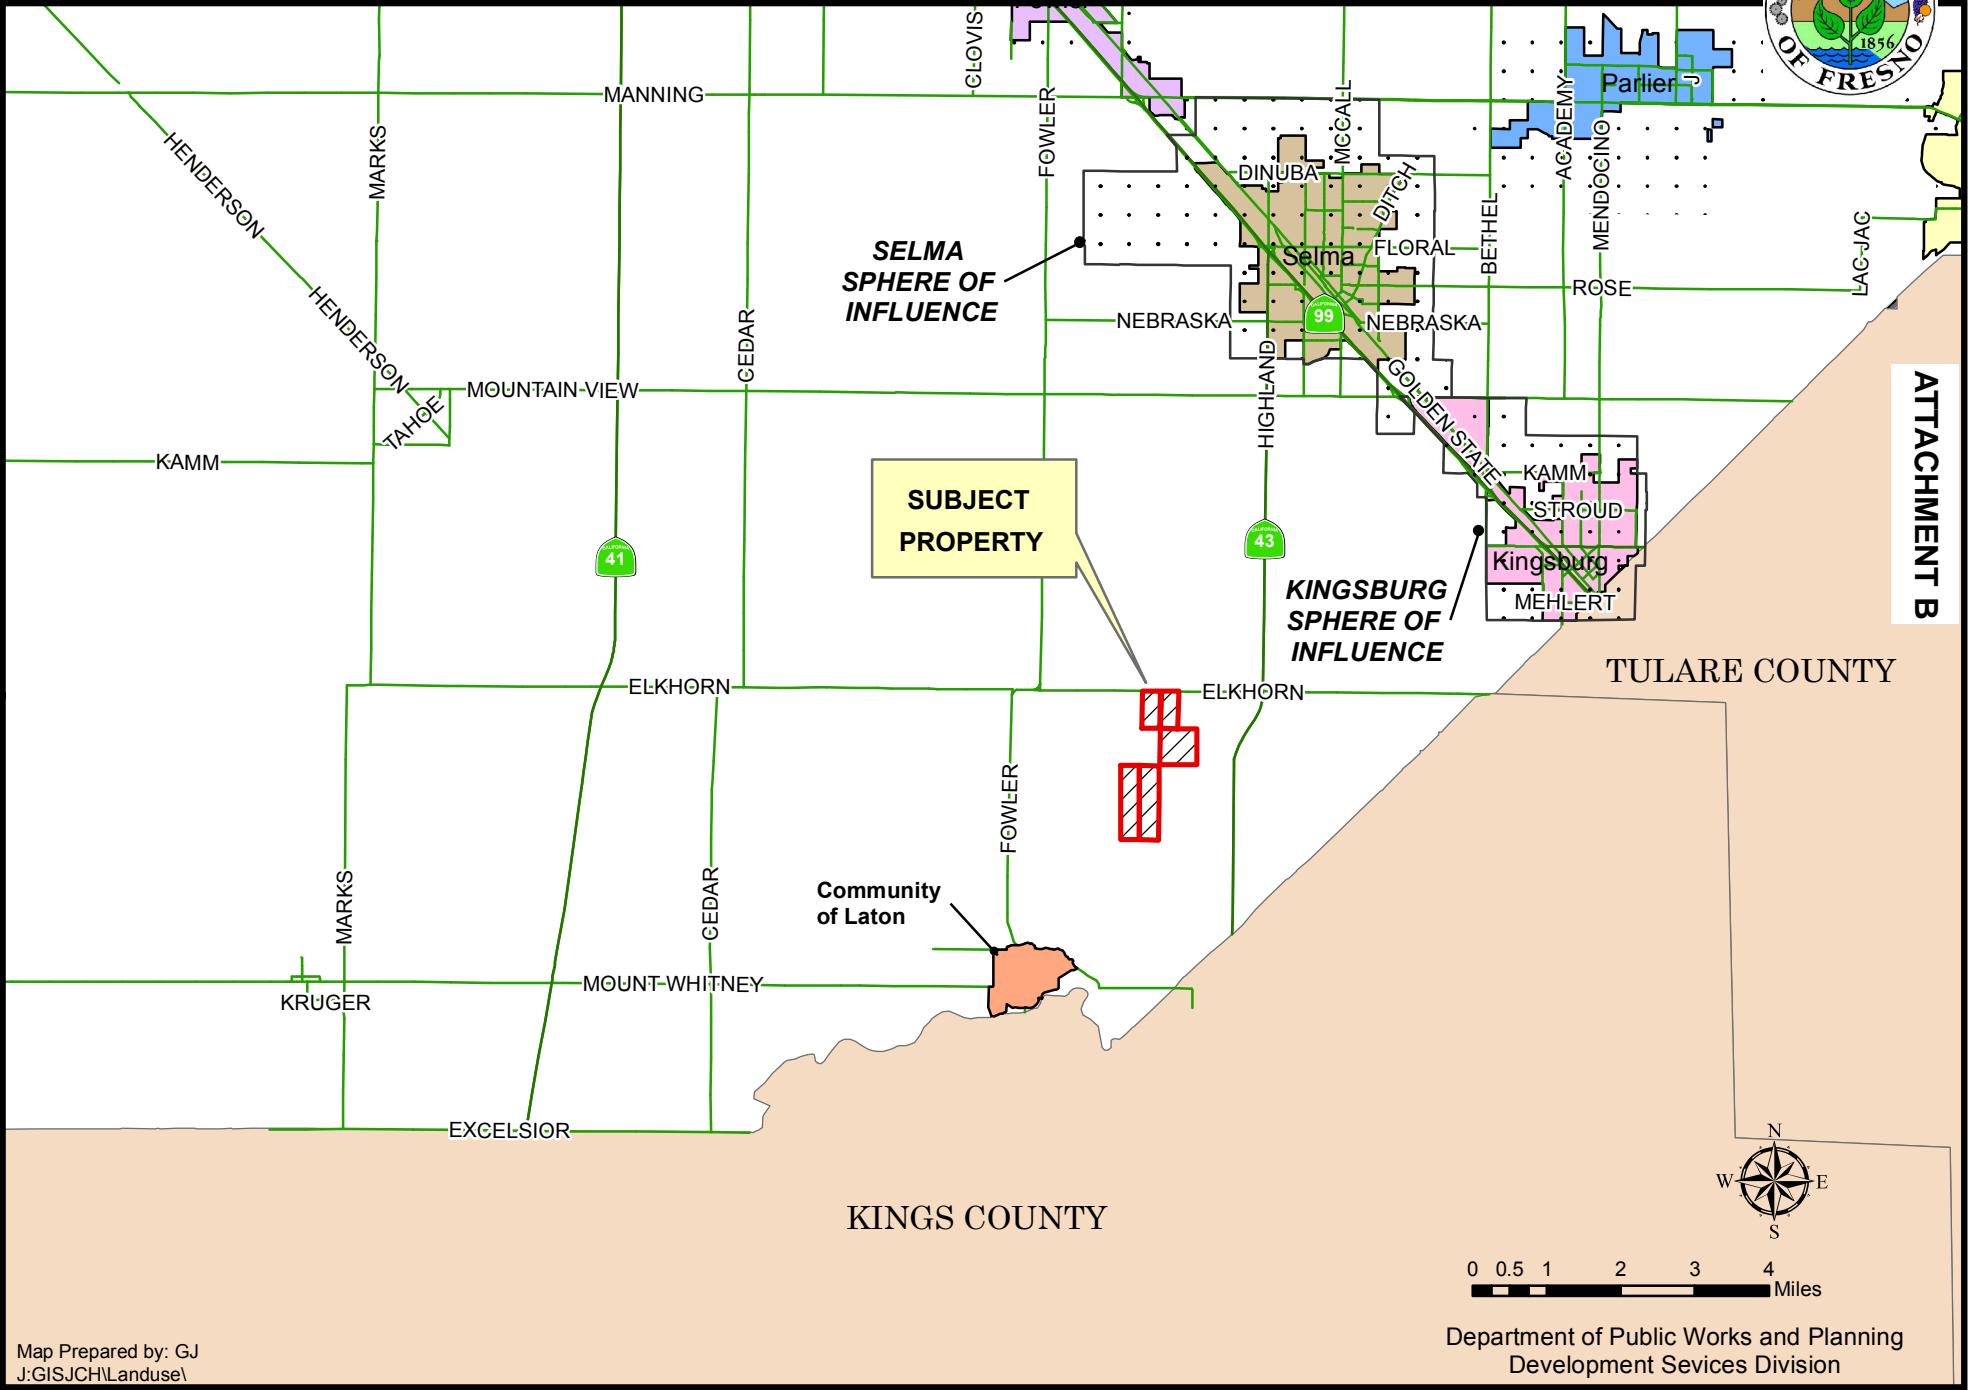 CLOVIS
1856
OF FRESNO
MANNING
FOWLER
MCCALL
ACADEMY
Parlier
J
MENDOCINO
HENDERSON
MARKS
DINUBA
DITCH
BETHEL
LAC JAC
SELMA
SPHERE OF
INFLUENCE
Selma
FLORAL
ROSE
HENDERSON
CEDAR
NEBRASKA
CALIFORNIA
99
NEBRASKA
HIGHLAND
GOLDEN STATE
TAHOE
MOUNTAIN VIEW
KAMM
ATTACHMENT B
SUBJECT
PROPERTY
KAMM
STROUD
CALIFORNIA
41
CALIFORNIA
43
Kingsburg
MEHLERT
KINGSBURG
SPHERE OF
INFLUENCE
TULARE COUNTY
ELKHORN
ELKHORN
FOWLER
MARKS
CEDAR
Community
of Laton
MOUNT WHITNEY
KRUGER
EXCELSIOR
KINGS COUNTY
N
W
E
S
0 0.5 1 2 3 4
Miles
Department of Public Works and Planning
Development Sevices Division
Map Prepared by: GJ
J:GISJCH\Landuse\